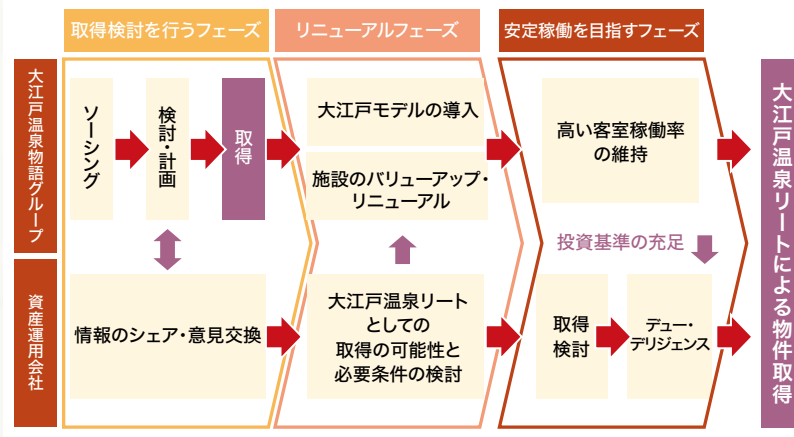 取得検討を行うフェーズ
リニューアルフェーズ
安定稼働を目指すフェーズ
大江戸温泉物語グループ
ソーシング
検討・計画
取得
大江戸モデルの導入
施設のバリューアップ・
リニューアル
高い客室稼働率
の維持
投資基準の充足
資産運用会社
情報のシェア・意見交換
大江戸温泉リート
としての
取得の可能性と
必要条件の検討
取得
検討
デュー・
デリジェンス
大江戸温泉リートによる物件取得